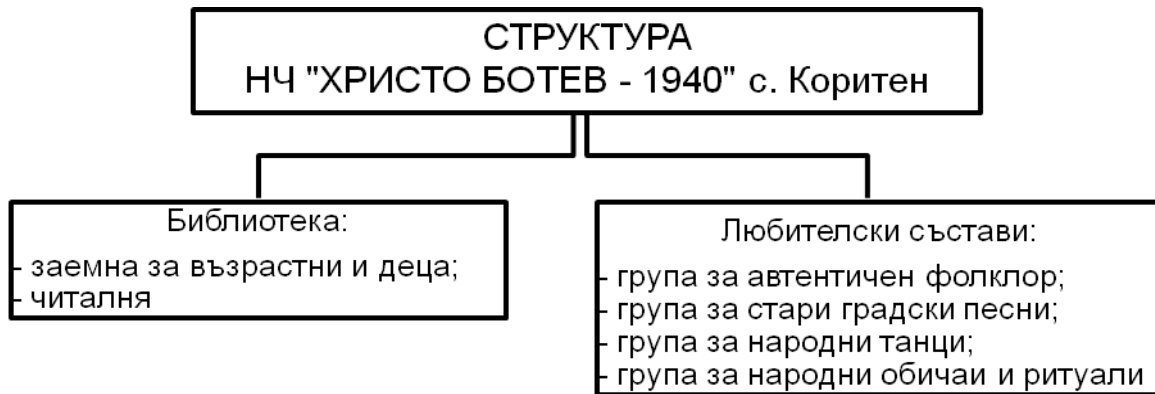 СТРУКТУРА
НЧ "ХРИСТО БОТЕВ - 1940" с. Коритен
Библиотека:
- заемна за възрастни и деца;
- читалня
Любителски състави:
- група за автентичен фолклор;
- група за стари градски песни;
- група за народни танци;
- група за народни обичаи и ритуали